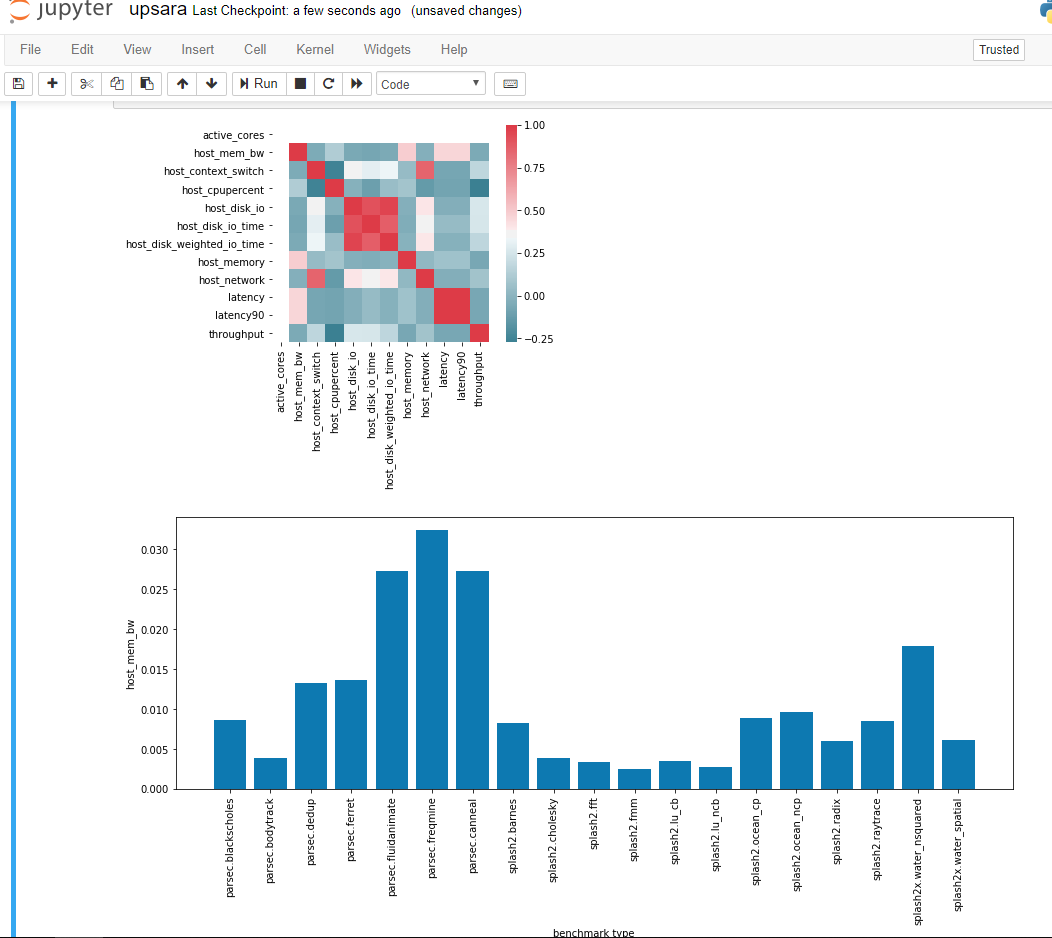 jupyter upsara Last Checkpoint: a few seconds ago (unsaved changes)
File Edit View Insert Cell Kernel Widgets Help Trusted
Run Code
active_cores
host_mem_bw
host_context_switch
host_cpupercent
host_disk_io
host_disk_io_time
host_disk_weighted_io_time
host_memory
host_network
latency
latency90
throughput
1.00
0.75
0.50
0.25
0.00
−0.25
active_cores
host_mem_bw
host_context_switch
host_cpupercent
host_disk_io
host_disk_io_time
host_disk_weighted_io_time
host_memory
host_network
latency
latency90
throughput
host_mem_bw
0.030
0.025
0.020
0.015
0.010
0.005
0.000
parsec.blackscholes
parsec.bodytrack
parsec.dedup
parsec.ferret
parsec.fluidanimate
parsec.freqmine
parsec.canneal
splash2.barnes
splash2.cholesky
splash2.fft
splash2.fmm
splash2.lu_cb
splash2.lu_ncb
splash2.ocean_cp
splash2.ocean_ncp
splash2.radix
splash2.raytrace
splash2x.water_nsquared
splash2x.water_spatial
benchmark type